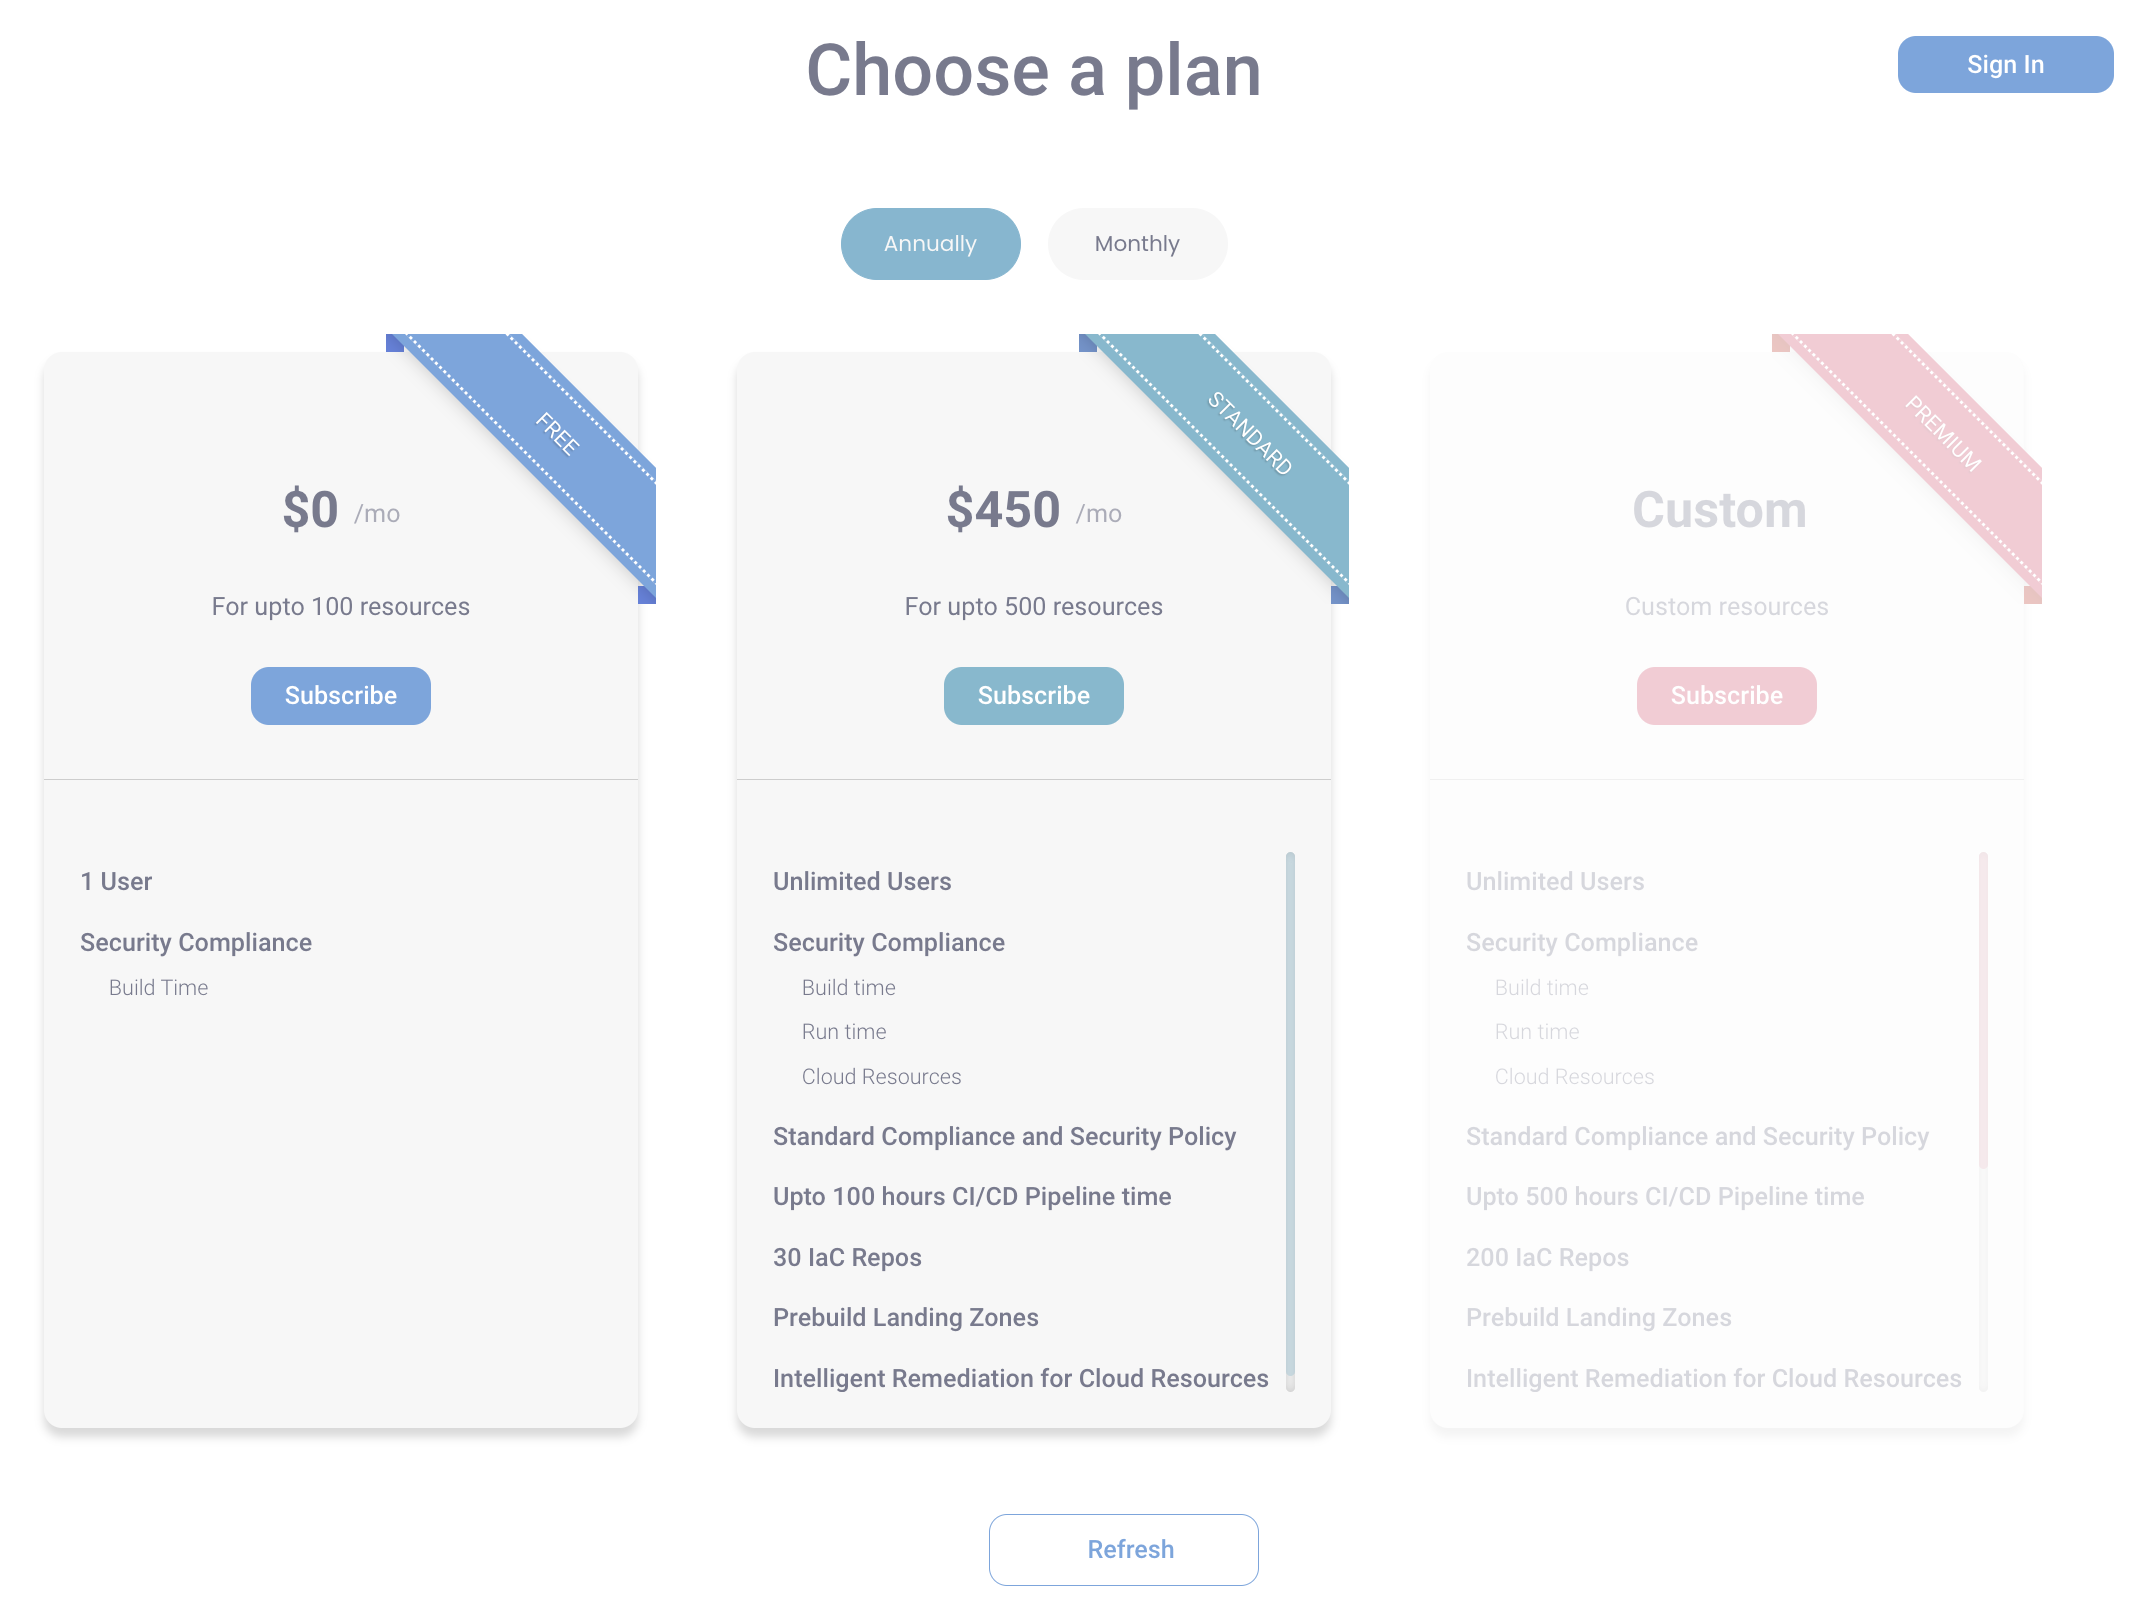 Choose a plan
Sign In
Annually
Monthly
FREE
$0 /mo
For upto 100 resources
Subscribe
1 User
Security Compliance
Build Time
STANDARD
$450 /mo
For upto 500 resources
Subscribe
Unlimited Users
Security Compliance
Build time
Run time
Cloud Resources
Standard Compliance and Security Policy
Upto 100 hours CI/CD Pipeline time
30 IaC Repos
Prebuild Landing Zones
Intelligent Remediation for Cloud Resources
PREMIUM
Custom
Custom resources
Subscribe
Unlimited Users
Security Compliance
Build time
Run time
Cloud Resources
Standard Compliance and Security Policy
Upto 500 hours CI/CD Pipeline time
200 IaC Repos
Prebuild Landing Zones
Intelligent Remediation for Cloud Resources
Refresh